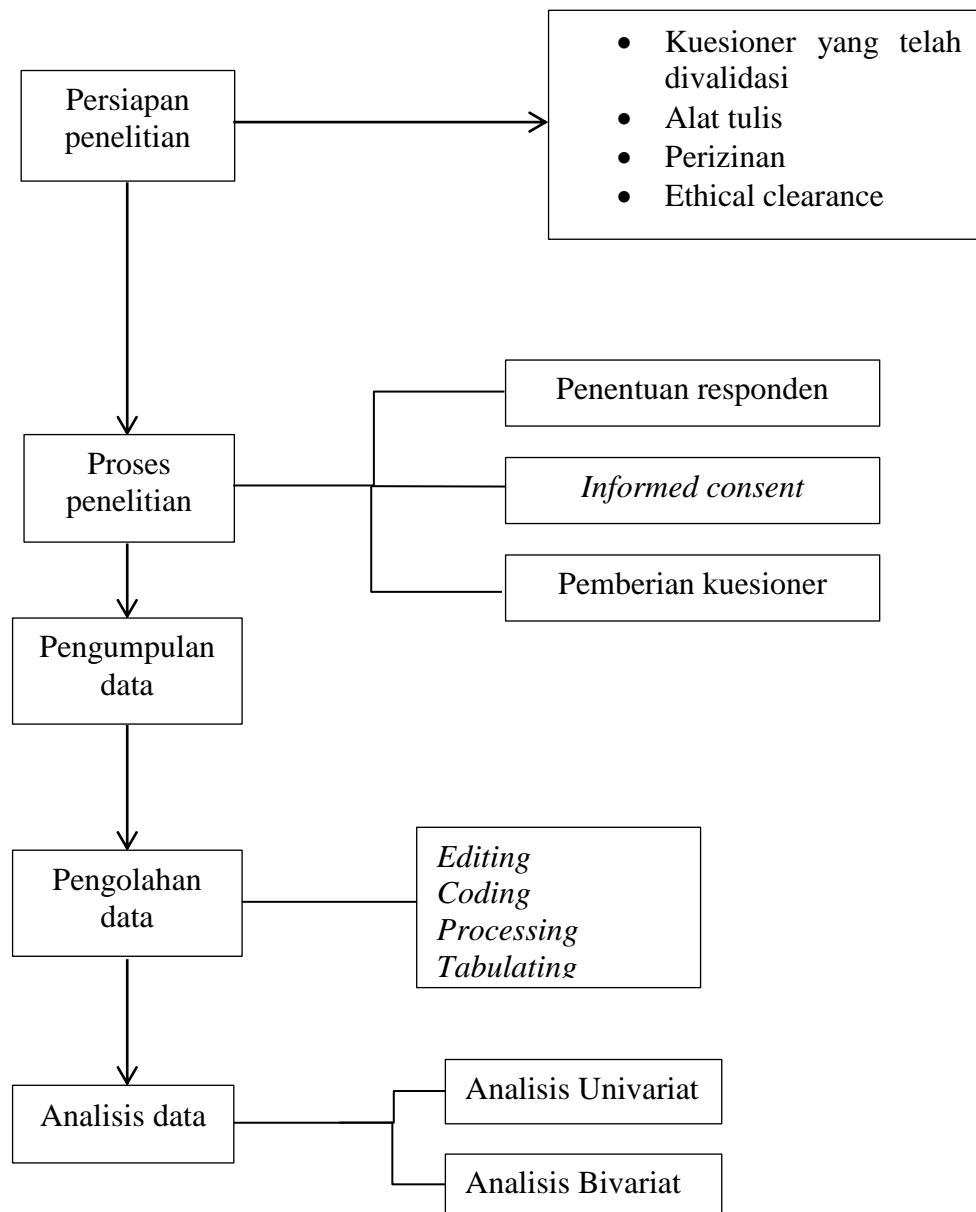 Persiapan
penelitian
• Kuesioner yang telah
divalidasi
• Alat tulis
• Perizinan
• Ethical clearance
Proses
penelitian
Penentuan responden
Informed consent
Pemberian kuesioner
Pengumpulan
data
Pengolahan
data
Editing
Coding
Processing
Tabulating
Analisis data
Analisis Univariat
Analisis Bivariat